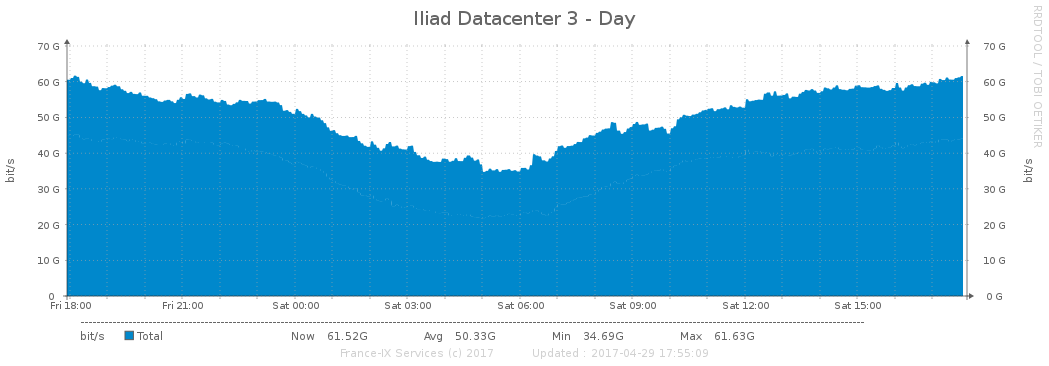 Iliad Datacenter 3 - Day
RRDTOOL / TOBI OETIKER
70 G 70 G
60 G 60 G
50 G 50 G
40 G 40 G
30 G 30 G
20 G 20 G
10 G 10 G
0 0 G
bit/s bit/s
Fri 18:00 Fri 21:00 Sat 00:00 Sat 03:00 Sat 06:00 Sat 09:00 Sat 12:00 Sat 15:00
bit/s Total Now 61.52G Avg 50.33G Min 34.69G Max 61.63G
France-IX Services (c) 2017 Updated : 2017-04-29 17:55:09